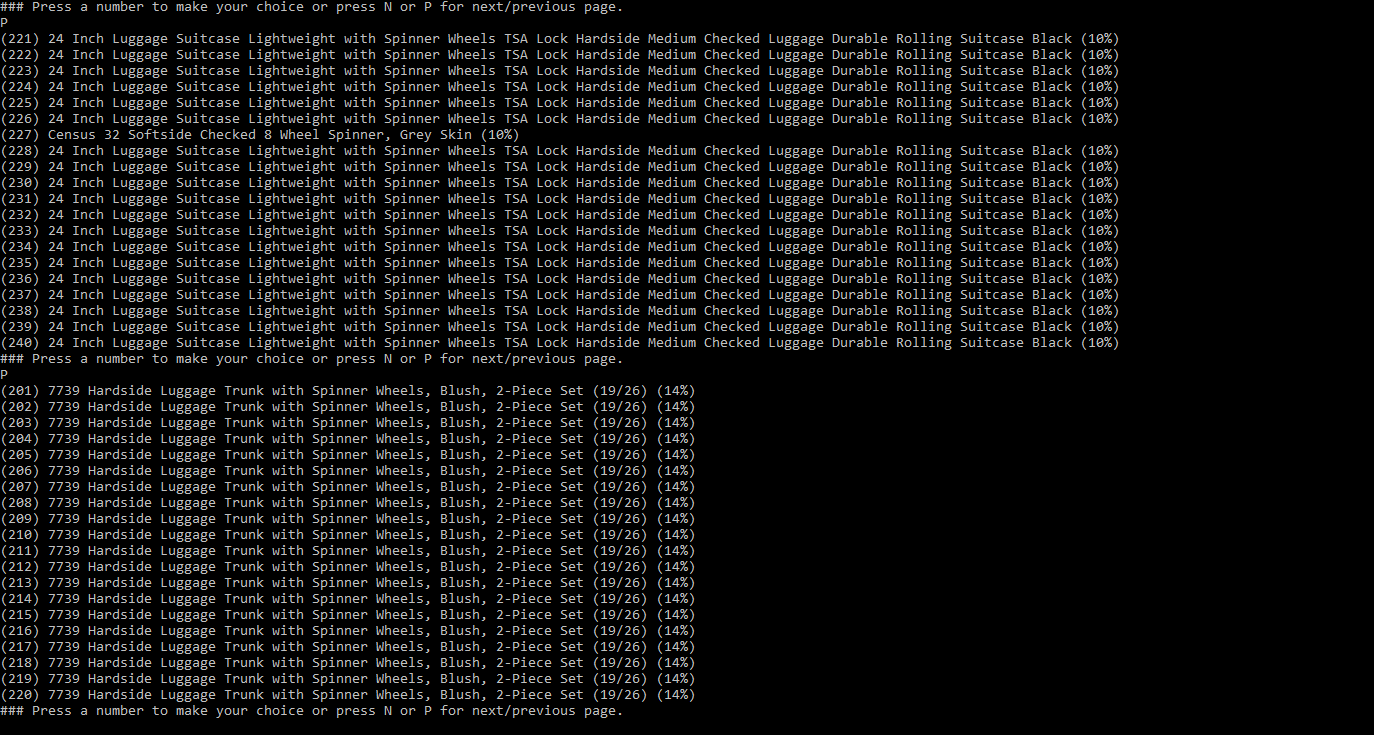 ### Press a number to make your choice or press N or P for next/previous page.
P
(221) 24 Inch Luggage Suitcase Lightweight with Spinner Wheels TSA Lock Hardside Medium Checked Luggage Durable Rolling Suitcase Black (10%)
(222) 24 Inch Luggage Suitcase Lightweight with Spinner Wheels TSA Lock Hardside Medium Checked Luggage Durable Rolling Suitcase Black (10%)
(223) 24 Inch Luggage Suitcase Lightweight with Spinner Wheels TSA Lock Hardside Medium Checked Luggage Durable Rolling Suitcase Black (10%)
(224) 24 Inch Luggage Suitcase Lightweight with Spinner Wheels TSA Lock Hardside Medium Checked Luggage Durable Rolling Suitcase Black (10%)
(225) 24 Inch Luggage Suitcase Lightweight with Spinner Wheels TSA Lock Hardside Medium Checked Luggage Durable Rolling Suitcase Black (10%)
(226) 24 Inch Luggage Suitcase Lightweight with Spinner Wheels TSA Lock Hardside Medium Checked Luggage Durable Rolling Suitcase Black (10%)
(227) Census 32 Softside Checked 8 Wheel Spinner, Grey Skin (10%)
(228) 24 Inch Luggage Suitcase Lightweight with Spinner Wheels TSA Lock Hardside Medium Checked Luggage Durable Rolling Suitcase Black (10%)
(229) 24 Inch Luggage Suitcase Lightweight with Spinner Wheels TSA Lock Hardside Medium Checked Luggage Durable Rolling Suitcase Black (10%)
(230) 24 Inch Luggage Suitcase Lightweight with Spinner Wheels TSA Lock Hardside Medium Checked Luggage Durable Rolling Suitcase Black (10%)
(231) 24 Inch Luggage Suitcase Lightweight with Spinner Wheels TSA Lock Hardside Medium Checked Luggage Durable Rolling Suitcase Black (10%)
(232) 24 Inch Luggage Suitcase Lightweight with Spinner Wheels TSA Lock Hardside Medium Checked Luggage Durable Rolling Suitcase Black (10%)
(233) 24 Inch Luggage Suitcase Lightweight with Spinner Wheels TSA Lock Hardside Medium Checked Luggage Durable Rolling Suitcase Black (10%)
(234) 24 Inch Luggage Suitcase Lightweight with Spinner Wheels TSA Lock Hardside Medium Checked Luggage Durable Rolling Suitcase Black (10%)
(235) 24 Inch Luggage Suitcase Lightweight with Spinner Wheels TSA Lock Hardside Medium Checked Luggage Durable Rolling Suitcase Black (10%)
(236) 24 Inch Luggage Suitcase Lightweight with Spinner Wheels TSA Lock Hardside Medium Checked Luggage Durable Rolling Suitcase Black (10%)
(237) 24 Inch Luggage Suitcase Lightweight with Spinner Wheels TSA Lock Hardside Medium Checked Luggage Durable Rolling Suitcase Black (10%)
(238) 24 Inch Luggage Suitcase Lightweight with Spinner Wheels TSA Lock Hardside Medium Checked Luggage Durable Rolling Suitcase Black (10%)
(239) 24 Inch Luggage Suitcase Lightweight with Spinner Wheels TSA Lock Hardside Medium Checked Luggage Durable Rolling Suitcase Black (10%)
(240) 24 Inch Luggage Suitcase Lightweight with Spinner Wheels TSA Lock Hardside Medium Checked Luggage Durable Rolling Suitcase Black (10%)
### Press a number to make your choice or press N or P for next/previous page.
P
(201) 7739 Hardside Luggage Trunk with Spinner Wheels, Blush, 2-Piece Set (19/26) (14%)
(202) 7739 Hardside Luggage Trunk with Spinner Wheels, Blush, 2-Piece Set (19/26) (14%)
(203) 7739 Hardside Luggage Trunk with Spinner Wheels, Blush, 2-Piece Set (19/26) (14%)
(204) 7739 Hardside Luggage Trunk with Spinner Wheels, Blush, 2-Piece Set (19/26) (14%)
(205) 7739 Hardside Luggage Trunk with Spinner Wheels, Blush, 2-Piece Set (19/26) (14%)
(206) 7739 Hardside Luggage Trunk with Spinner Wheels, Blush, 2-Piece Set (19/26) (14%)
(207) 7739 Hardside Luggage Trunk with Spinner Wheels, Blush, 2-Piece Set (19/26) (14%)
(208) 7739 Hardside Luggage Trunk with Spinner Wheels, Blush, 2-Piece Set (19/26) (14%)
(209) 7739 Hardside Luggage Trunk with Spinner Wheels, Blush, 2-Piece Set (19/26) (14%)
(210) 7739 Hardside Luggage Trunk with Spinner Wheels, Blush, 2-Piece Set (19/26) (14%)
(211) 7739 Hardside Luggage Trunk with Spinner Wheels, Blush, 2-Piece Set (19/26) (14%)
(212) 7739 Hardside Luggage Trunk with Spinner Wheels, Blush, 2-Piece Set (19/26) (14%)
(213) 7739 Hardside Luggage Trunk with Spinner Wheels, Blush, 2-Piece Set (19/26) (14%)
(214) 7739 Hardside Luggage Trunk with Spinner Wheels, Blush, 2-Piece Set (19/26) (14%)
(215) 7739 Hardside Luggage Trunk with Spinner Wheels, Blush, 2-Piece Set (19/26) (14%)
(216) 7739 Hardside Luggage Trunk with Spinner Wheels, Blush, 2-Piece Set (19/26) (14%)
(217) 7739 Hardside Luggage Trunk with Spinner Wheels, Blush, 2-Piece Set (19/26) (14%)
(218) 7739 Hardside Luggage Trunk with Spinner Wheels, Blush, 2-Piece Set (19/26) (14%)
(219) 7739 Hardside Luggage Trunk with Spinner Wheels, Blush, 2-Piece Set (19/26) (14%)
(220) 7739 Hardside Luggage Trunk with Spinner Wheels, Blush, 2-Piece Set (19/26) (14%)
### Press a number to make your choice or press N or P for next/previous page.